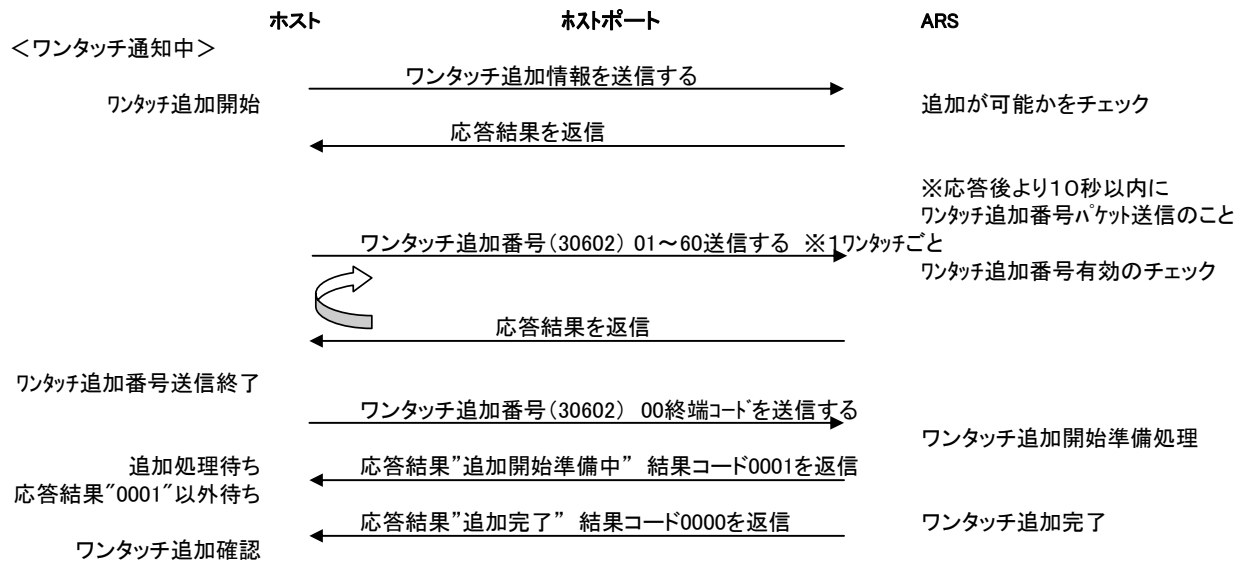 ホスト ホストポート ARS
＜ワンタッチ通知中＞
ワンタッチ追加情報を送信する
ﾜﾝﾀｯﾁ追加開始 追加が可能かをチェック
応答結果を返信
※応答後より１０秒以内に
ﾜﾝﾀｯﾁ追加番号ﾊﾟｹｯﾄ送信のこと
ワンタッチ追加番号（30602） 01～60送信する ※１ワンタッチごと
ﾜﾝﾀｯﾁ追加番号有効のチェック
応答結果を返信
ﾜﾝﾀｯﾁ追加番号送信終了
ワンタッチ追加番号（30602） 00終端ｺｰﾄﾞを送信する
ワンタッチ追加開始準備処理
追加処理待ち 応答結果”追加開始準備中” 結果コード0001を返信
応答結果"0001"以外待ち
応答結果”追加完了” 結果コード0000を返信 ワンタッチ追加完了
ワンタッチ追加確認